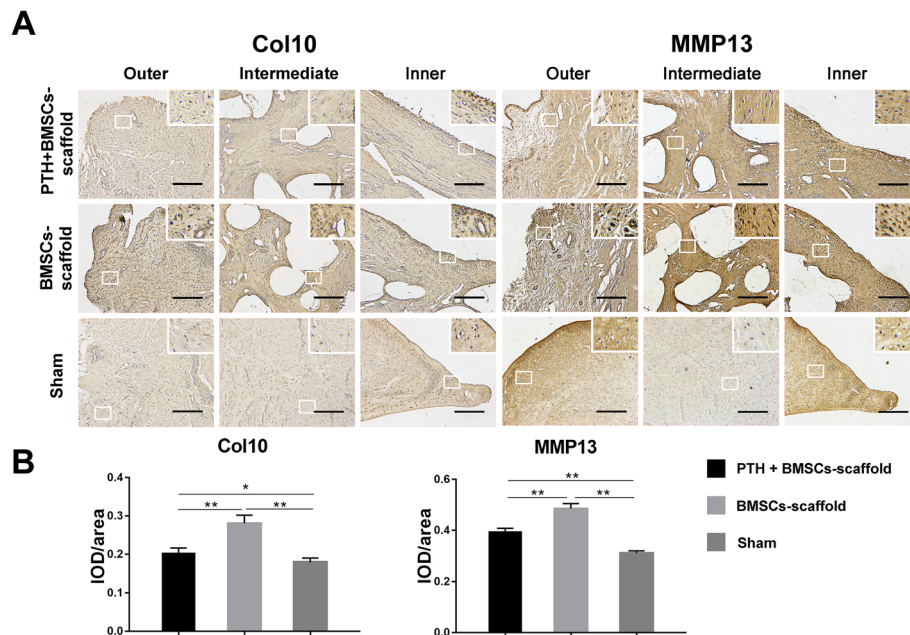 A
Col10 MMP13
Outer Intermediate Inner Outer Intermediate Inner
PTH+BMSCs-
scaffold
BMSCs-
scaffold
Sham
B
Col10
IOD/area
0.4
0.3
0.2
0.1
0.0
*
** **
MMP13
IOD/area
0.6
0.4
0.2
0.0
**
** **
PTH + BMSCs-scaffold
BMSCs-scaffold
Sham